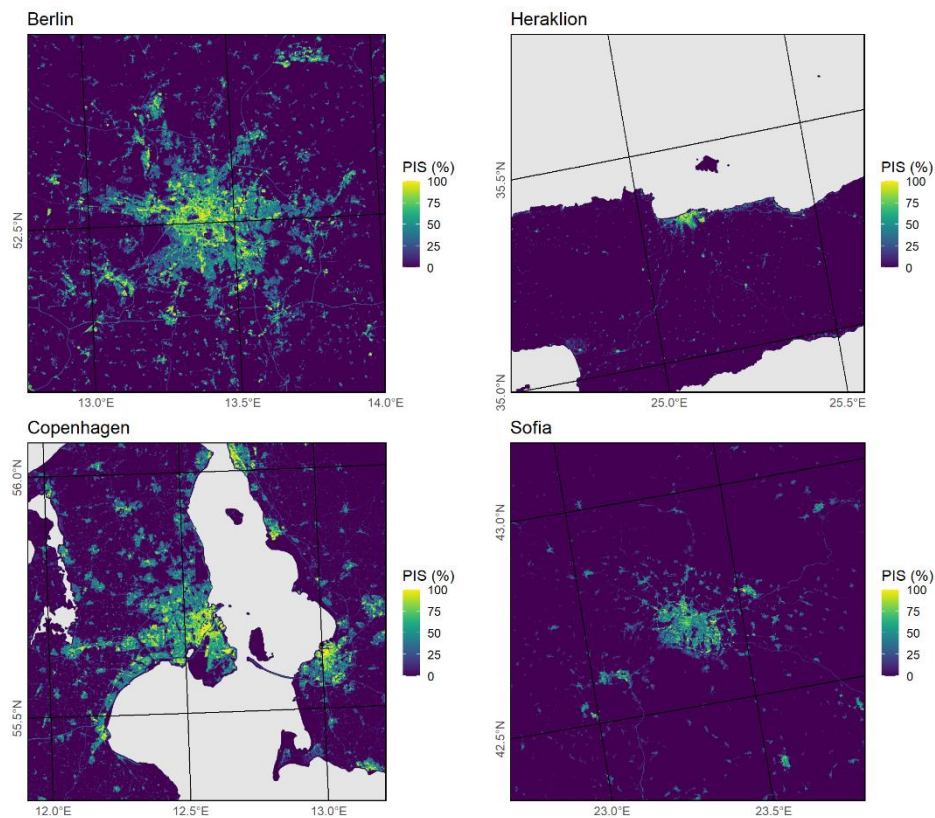 Berlin
52.5°N
13.0°E 13.5°E 14.0°E
PIS (%)
100
75
50
25
0
Heraklion
35.5°N
35.0°N
25.0°E 25.5°E
PIS (%)
100
75
50
25
0
Copenhagen
56.0°N
55.5°N
12.0°E 12.5°E 13.0°E
PIS (%)
100
75
50
25
0
Sofia
43.0°N
42.5°N
23.0°E 23.5°E
PIS (%)
100
75
50
25
0